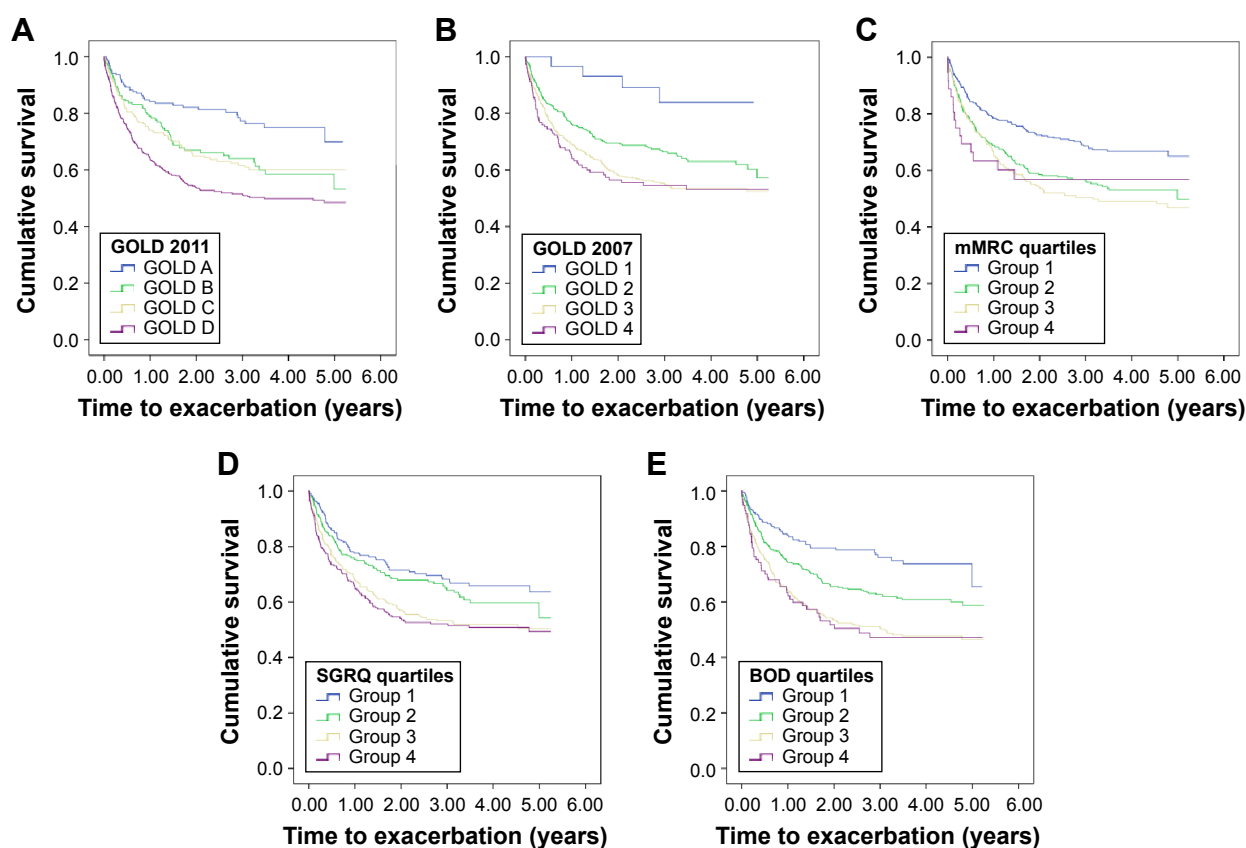 A
Cumulative survival
1.0
0.8
0.6
0.4
0.2
0.0
GOLD 2011
GOLD A
GOLD B
GOLD C
GOLD D
0.00 1.00 2.00 3.00 4.00 5.00 6.00
Time to exacerbation (years)
B
Cumulative survival
1.0
0.8
0.6
0.4
0.2
0.0
GOLD 2007
GOLD 1
GOLD 2
GOLD 3
GOLD 4
0.00 1.00 2.00 3.00 4.00 5.00 6.00
Time to exacerbation (years)
C
Cumulative survival
1.0
0.8
0.6
0.4
0.2
0.0
mMRC quartiles
Group 1
Group 2
Group 3
Group 4
0.00 1.00 2.00 3.00 4.00 5.00 6.00
Time to exacerbation (years)
D
Cumulative survival
1.0
0.8
0.6
0.4
0.2
0.0
SGRQ quartiles
Group 1
Group 2
Group 3
Group 4
0.00 1.00 2.00 3.00 4.00 5.00 6.00
Time to exacerbation (years)
E
Cumulative survival
1.0
0.8
0.6
0.4
0.2
0.0
BOD quartiles
Group 1
Group 2
Group 3
Group 4
0.00 1.00 2.00 3.00 4.00 5.00 6.00
Time to exacerbation (years)